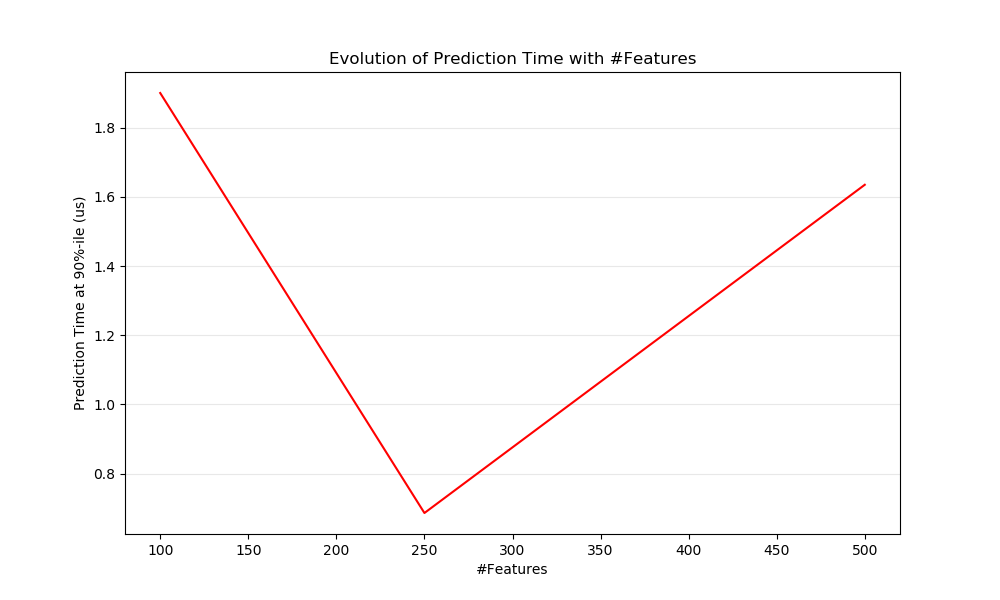 Evolution of Prediction Time with #Features
Prediction Time at 90%-ile (us)
1.8
1.6
1.4
1.2
1.0
0.8
100 150 200 250 300 350 400 450 500
#Features